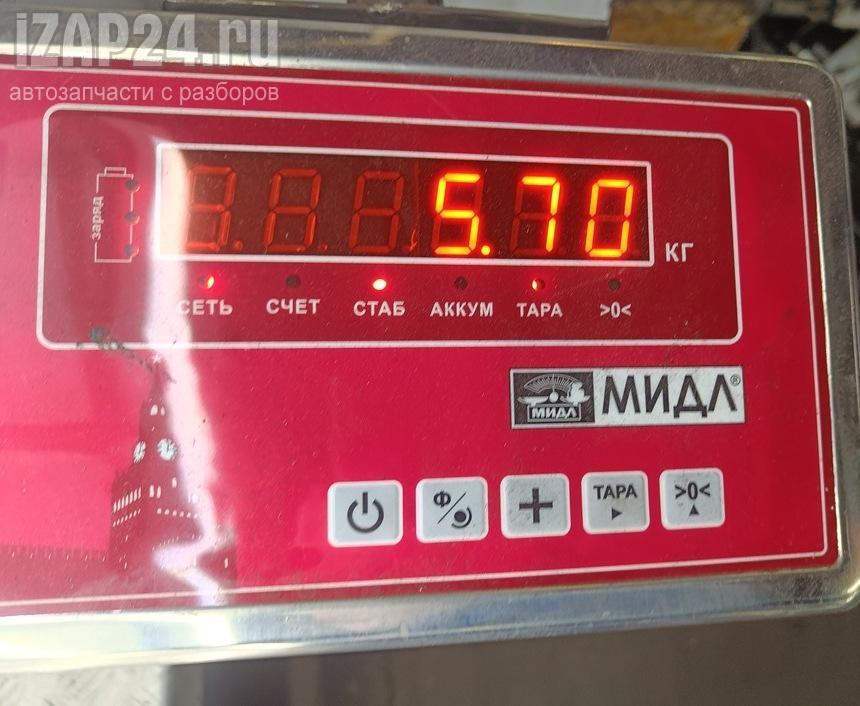 iZAP24.ru
автозапчасти с разборов
заряд
5.70
КГ
СЕТЬ СЧЕТ СТАБ АККУМ ТАРА >0<
МИДЛ МИДЛ®
Ф
ТАРА >0<